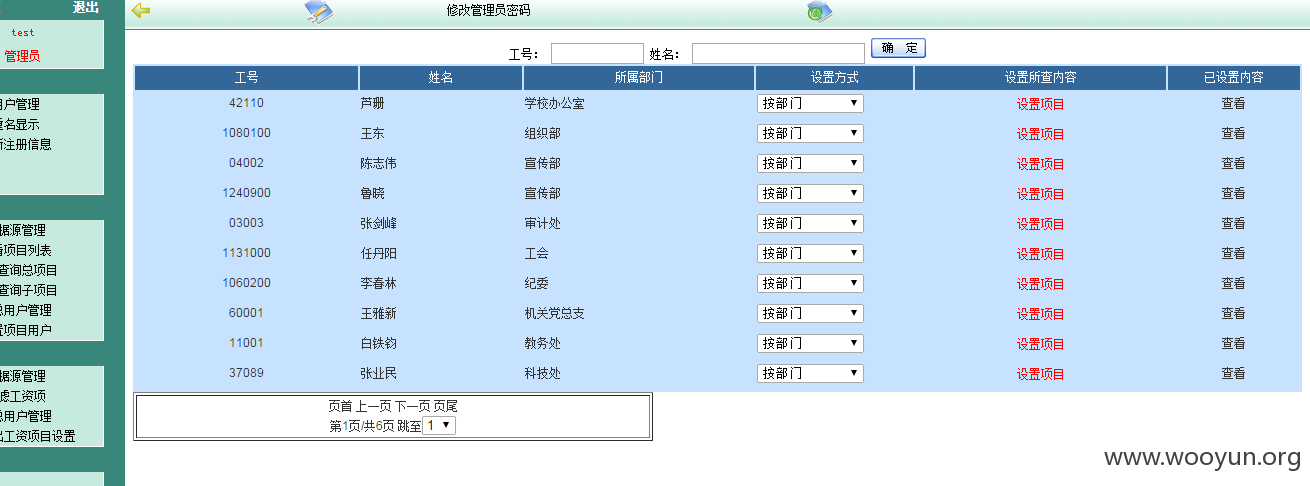 退出
test
管理员
户管理
名显示
注册信息
据源管理
项目列表
查询总项目
查询子项目
用户管理
项目用户
据源管理
滤工资项
用户管理
工资项目设置
修改管理员密码
工号： 姓名： 确 定
工号 姓名 所属部门 设置方式 设置所查内容 已设置内容
42110 芦珊 学校办公室 按部门 设置项目 查看
1080100 王东 组织部 按部门 设置项目 查看
04002 陈志伟 宣传部 按部门 设置项目 查看
1240900 鲁晓 宣传部 按部门 设置项目 查看
03003 张剑峰 审计处 按部门 设置项目 查看
1131000 任丹阳 工会 按部门 设置项目 查看
1060200 李春林 纪委 按部门 设置项目 查看
60001 王雅新 机关党总支 按部门 设置项目 查看
11001 白铁钧 教务处 按部门 设置项目 查看
37089 张业民 科技处 按部门 设置项目 查看
页首 上一页 下一页 页尾
第1页/共6页 跳至 1
www.wooyun.org